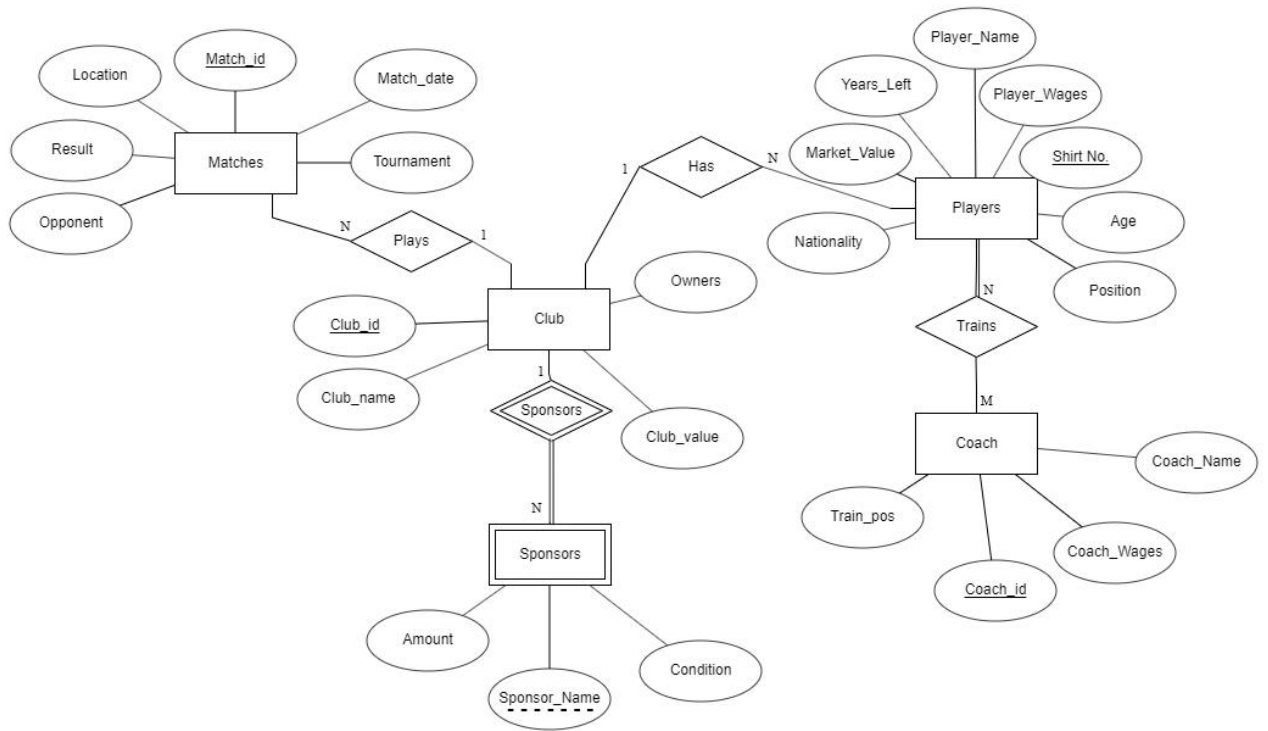 Player_Name
Match_id
Location
Match_date
Years_Left
Player_Wages
Result
Matches
Tournament
Market_Value
Shirt No.
1
Has
N
Opponent
Players
Age
N
Plays
1
Nationality
Owners
Position
N
Club_id
Club
Trains
1
Club_name
Sponsors
M
Club_value
Coach
Coach_Name
N
Train_pos
Sponsors
Coach_Wages
Coach_id
Amount
Condition
Sponsor_Name